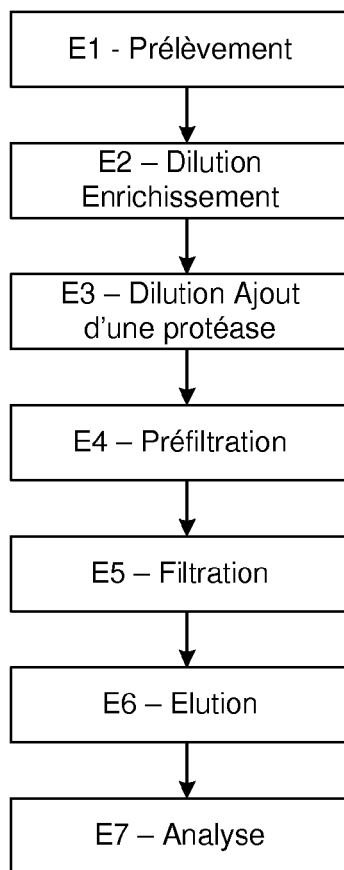 E1 - Prélèvement
E2 – Dilution
Enrichissement
E3 – Dilution Ajout
d'une protéase
E4 – Préfiltration
E5 – Filtration
E6 – Elution
E7 – Analyse